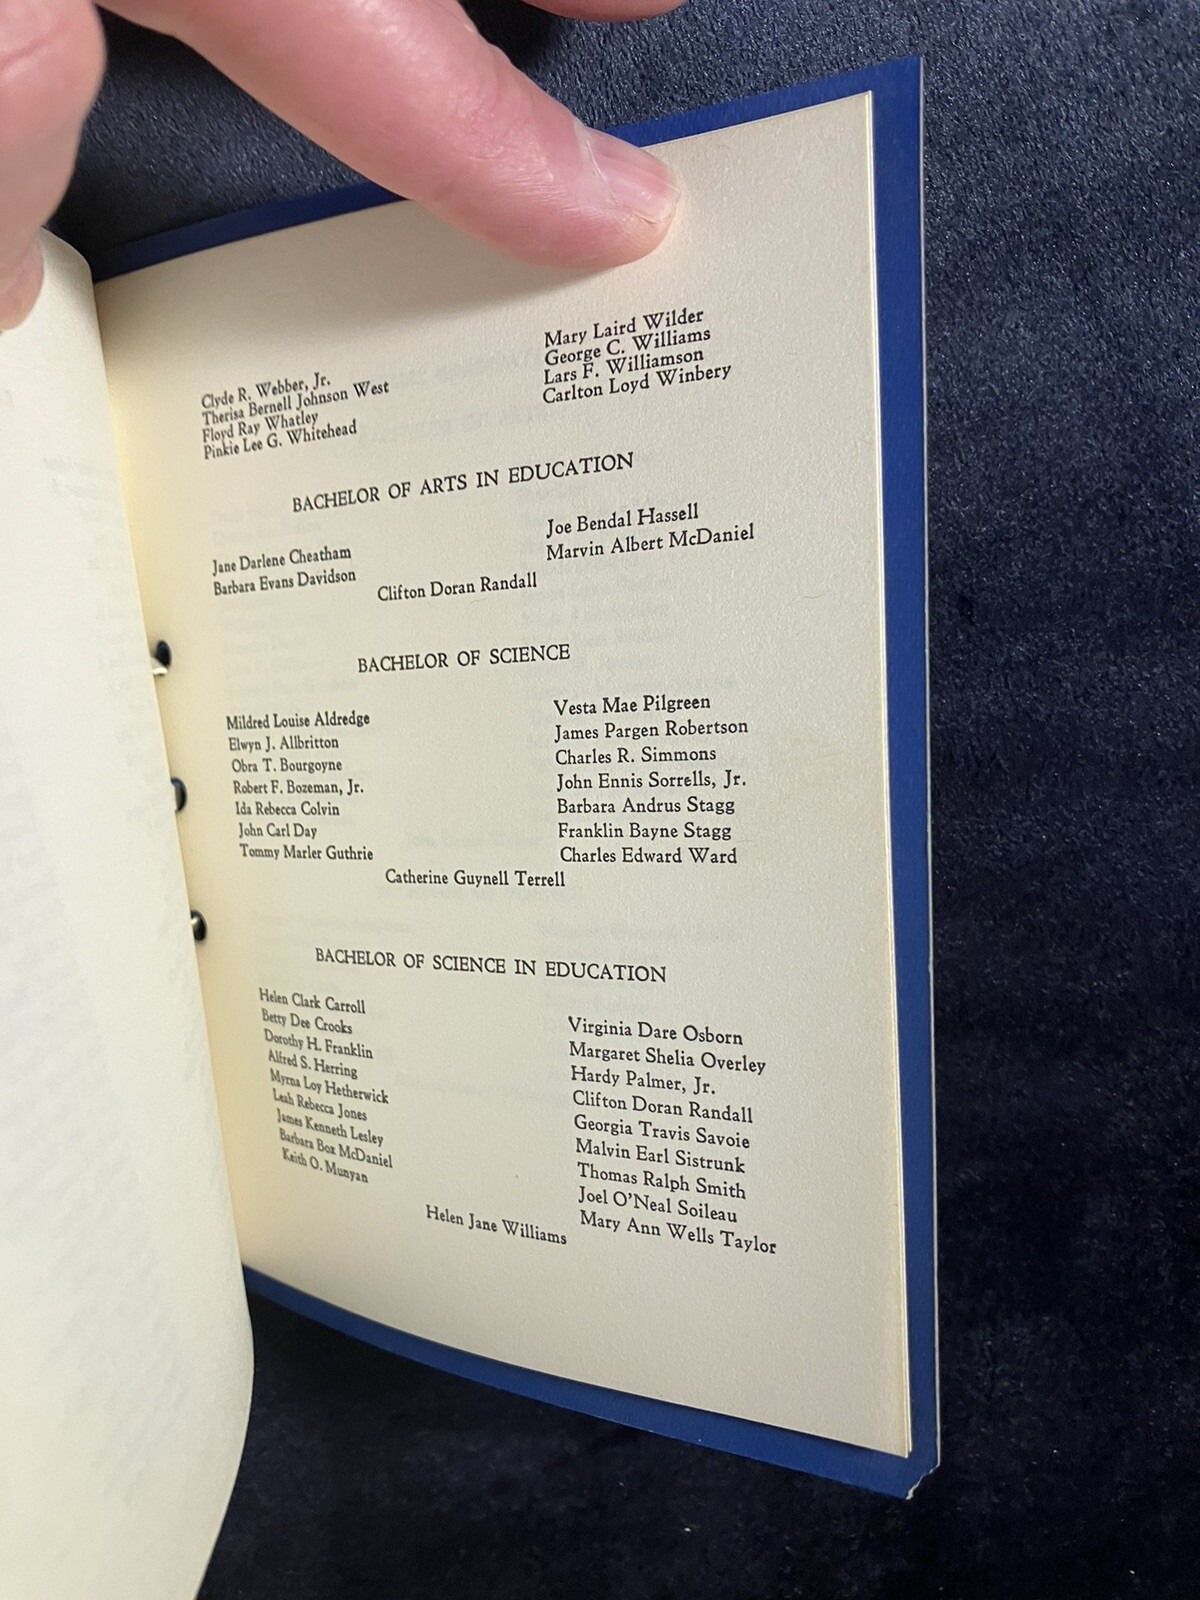 Clyde R. Webber, Jr.
Therisa Bernell Johnson West
Floyd Ray Whatley
Pinkie Lee G. Whitehead
Mary Laird Wilder
George C. Williams
Lars F. Williamson
Carlton Loyd Winbery
BACHELOR OF ARTS IN EDUCATION
Jane Darlene Cheatham
Barbara Evans Davidson
Joe Bendal Hassell
Marvin Albert McDaniel
Clifton Doran Randall
BACHELOR OF SCIENCE
Mildred Louise Aldredge
Elwyn J. Allbritton
Obra T. Bourgoyne
Robert F. Bozeman, Jr.
Ida Rebecca Colvin
John Carl Day
Tommy Marler Guthrie
Vesta Mae Pilgreen
James Pargen Robertson
Charles R. Simmons
John Ennis Sorrells, Jr.
Barbara Andrus Stagg
Franklin Bayne Stagg
Charles Edward Ward
Catherine Guynell Terrell
BACHELOR OF SCIENCE IN EDUCATION
Helen Clark Carroll
Betty Dee Crooks
Dorothy H. Franklin
Alfred S. Herring
Myrna Loy Hetherwick
Leah Rebecca Jones
James Kenneth Lesley
Barbara Box McDaniel
Keith O. Munyan
Virginia Dare Osborn
Margaret Shelia Overley
Hardy Palmer, Jr.
Clifton Doran Randall
Georgia Travis Savoie
Malvin Earl Sistrunk
Thomas Ralph Smith
Joel O'Neal Soileau
Mary Ann Wells Taylor
Helen Jane Williams